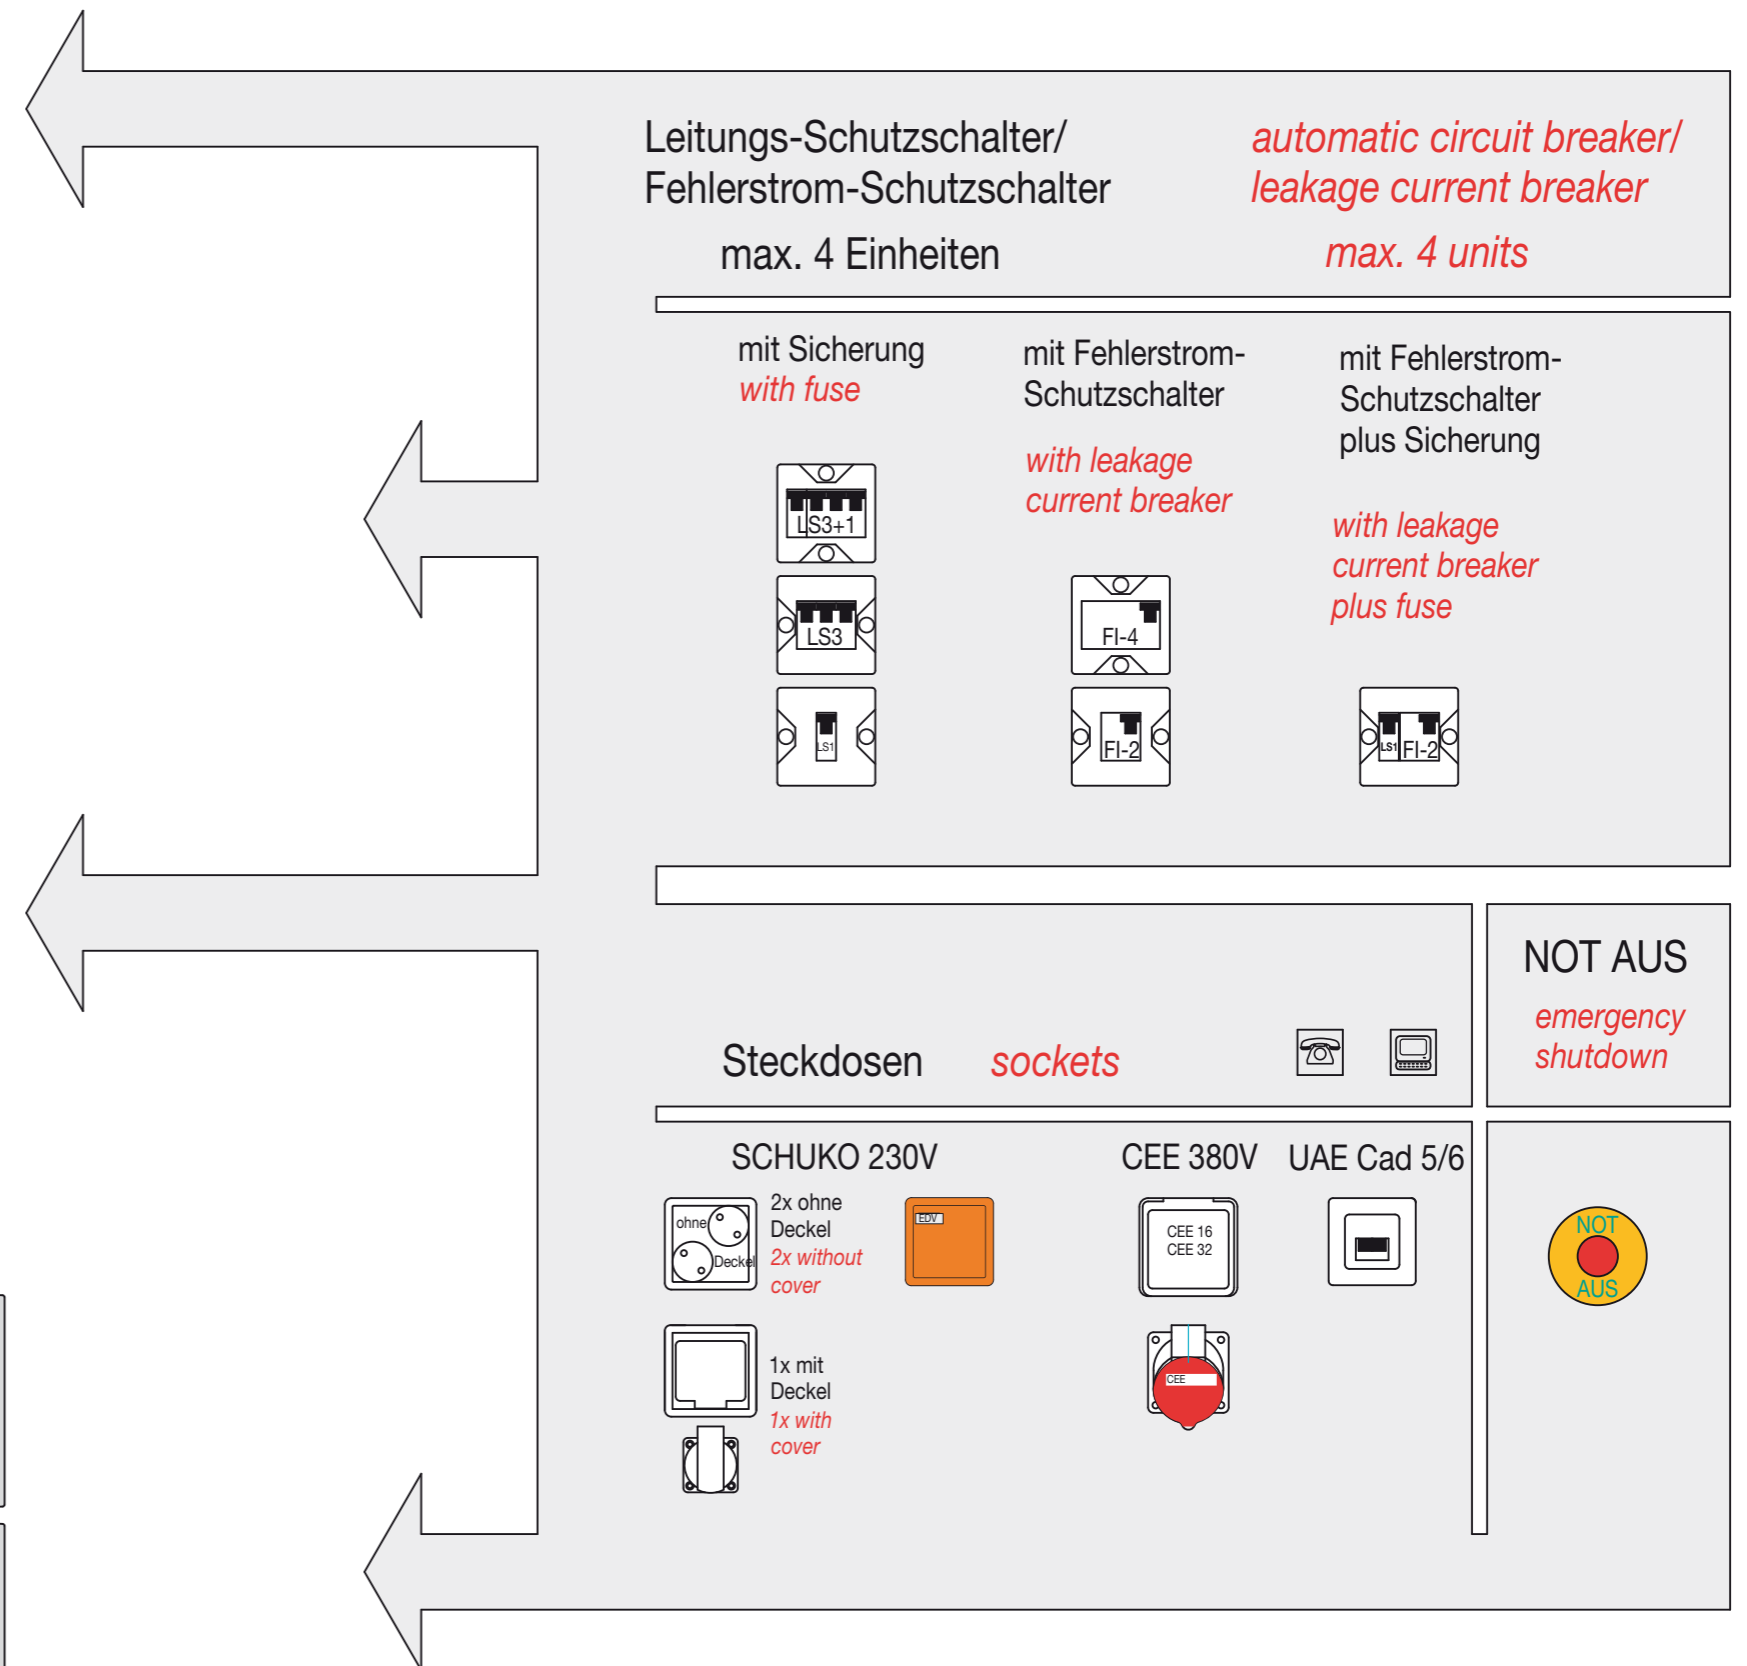 Leitungs-Schutzschalter/
Fehlerstrom-Schutzschalter
max. 4 Einheiten
automatic circuit breaker/
leakage current breaker
max. 4 units
mit Sicherung
with fuse
LS3+1
LS3
LS1
mit Fehlerstrom-
Schutzschalter
with leakage
current breaker
FI-4
FI-2
mit Fehlerstrom-
Schutzschalter
plus Sicherung
with leakage
current breaker
plus fuse
LS1 FI-2
Steckdosen sockets
NOT AUS
emergency
shutdown
SCHUKO 230V
ohne
Deckel
2x ohne
Deckel
2x without
cover
EDV
1x mit
Deckel
1x with
cover
CEE 380V
CEE 16
CEE 32
CEE
UAE Cad 5/6
NOT
AUS